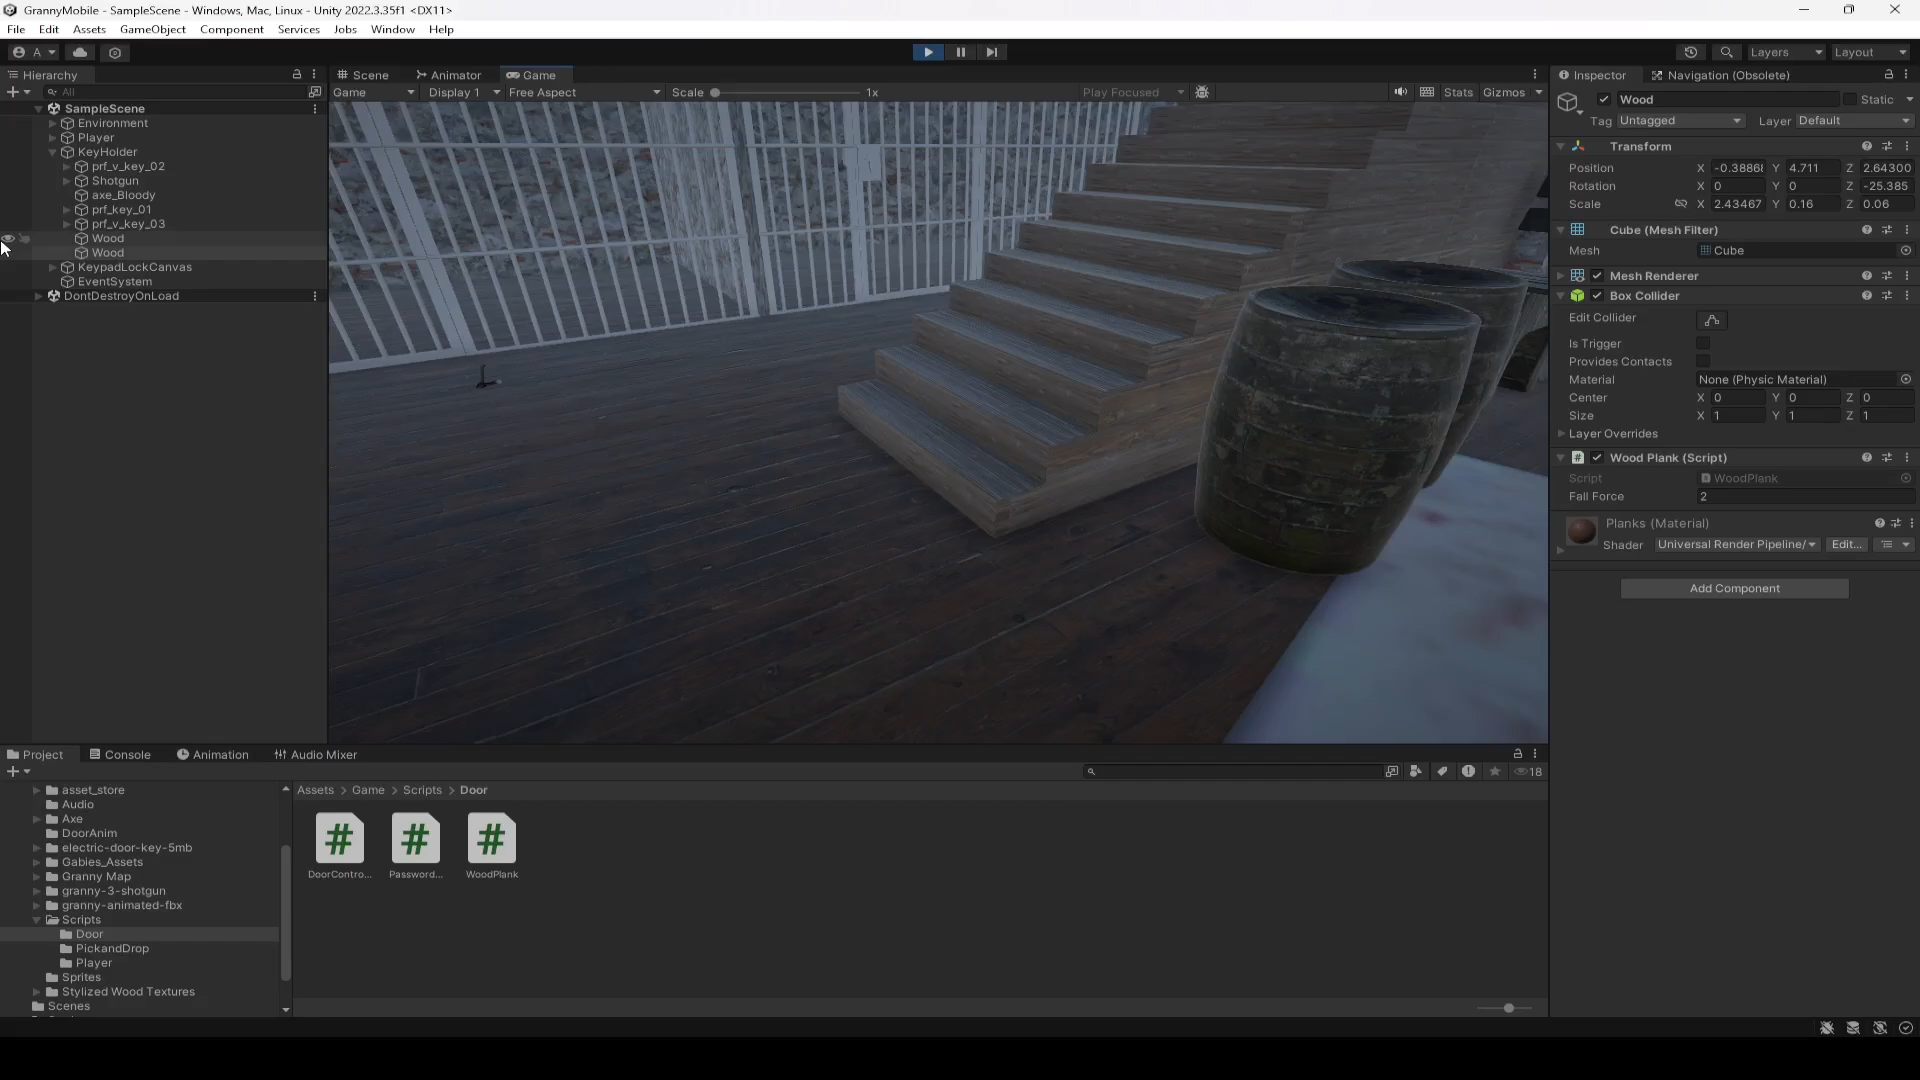 GrannyMobile - SampleScene - Windows, Mac, Linux - Unity 2022.3.35f1 <DX11>
File Edit Assets GameObject Component Services Jobs Window Help
A Layers Layout
Hierarchy
All
SampleScene
Environment
Player
KeyHolder
prf_v_key_02
Shotgun
axe_Bloody
prf_key_01
prf_v_key_03
Wood
Wood
KeypadLockCanvas
EventSystem
DontDestroyOnLoad
Scene Animator Game
Game Display 1 Free Aspect Scale 1x Play Focused Stats Gizmos
Inspector Navigation (Obsolete)
Wood Static
Tag Untagged Layer Default
Transform
Position X -0.3886 Y 4.711 Z 2.64300
Rotation X 0 Y 0 Z -25.385
Scale X 2.43467 Y 0.16 Z 0.06
Cube (Mesh Filter)
Mesh Cube
Mesh Renderer
Box Collider
Edit Collider
Is Trigger
Provides Contacts
Material None (Physic Material)
Center X 0 Y 0 Z 0
Size X 1 Y 1 Z 1
Layer Overrides
# Wood Plank (Script)
Script WoodPlank
Fall Force 2
Planks (Material)
Shader Universal Render Pipeline/ Edit...
Add Component
Project Console Animation Audio Mixer
18
asset_store
Audio
Axe
DoorAnim
electric-door-key-5mb
Gabies_Assets
Granny Map
granny-3-shotgun
granny-animated-fbx
Scripts
Door
PickandDrop
Player
Sprites
Stylized Wood Textures
Scenes
Assets > Game > Scripts > Door
# # #
DoorContro... Password... WoodPlank